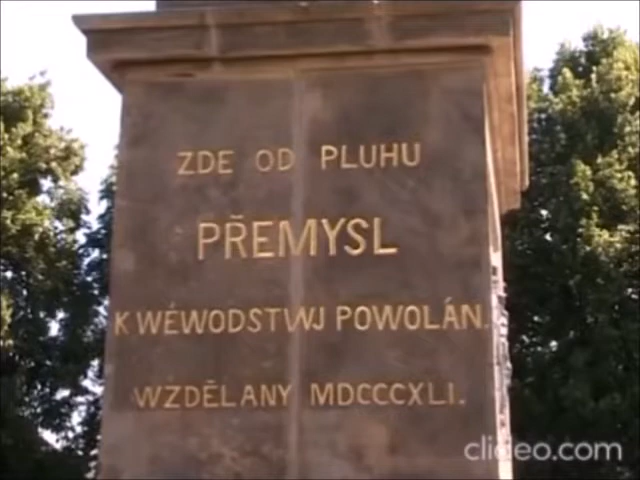 ZDE OD PLUHU
PŘEMYSL
K WÉWODSTWJ POWOLÁN.
WZDĚLANY MDCCCXLI.
clideo.com